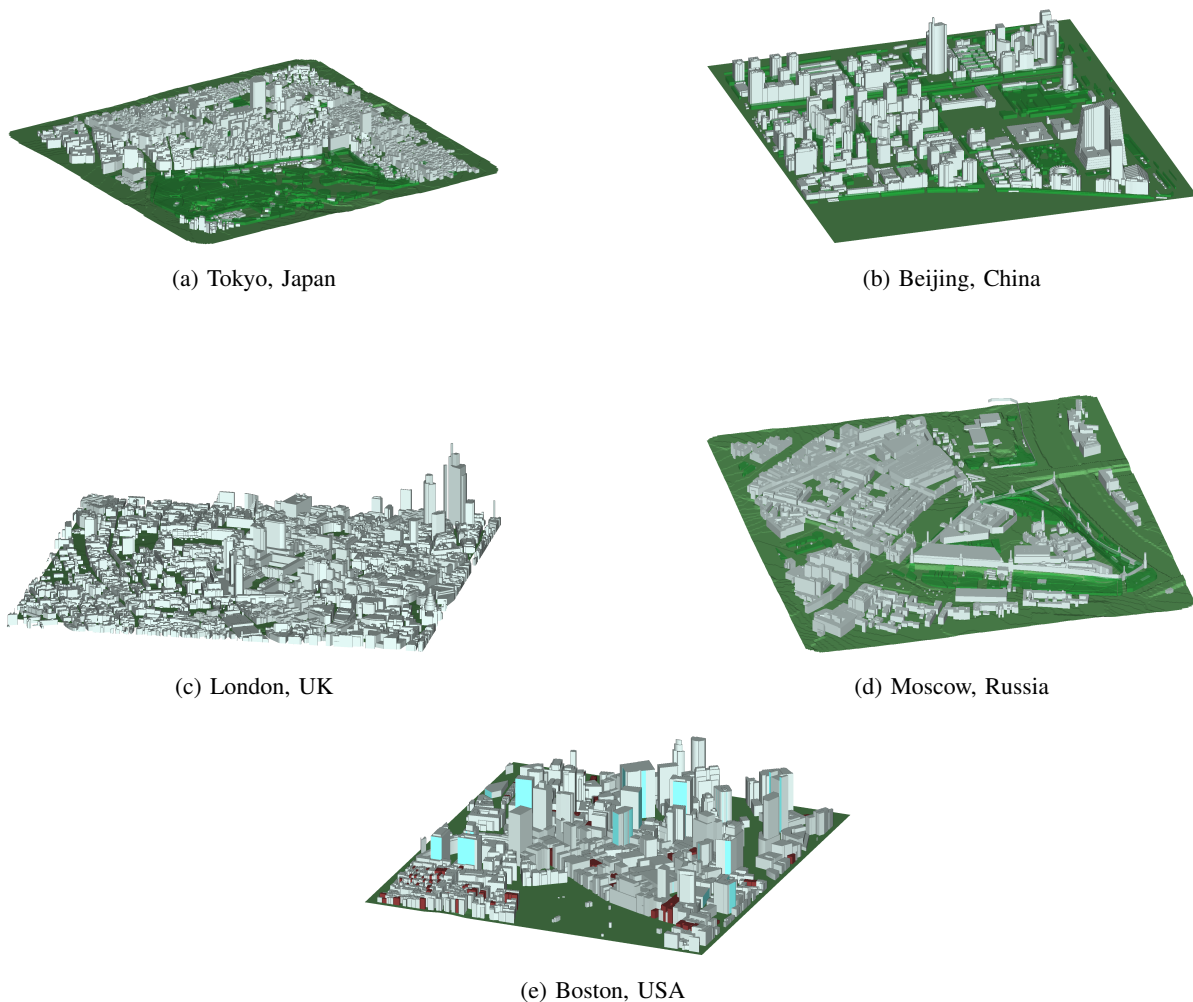 (a) Tokyo, Japan
(b) Beijing, China
(c) London, UK
(d) Moscow, Russia
(e) Boston, USA